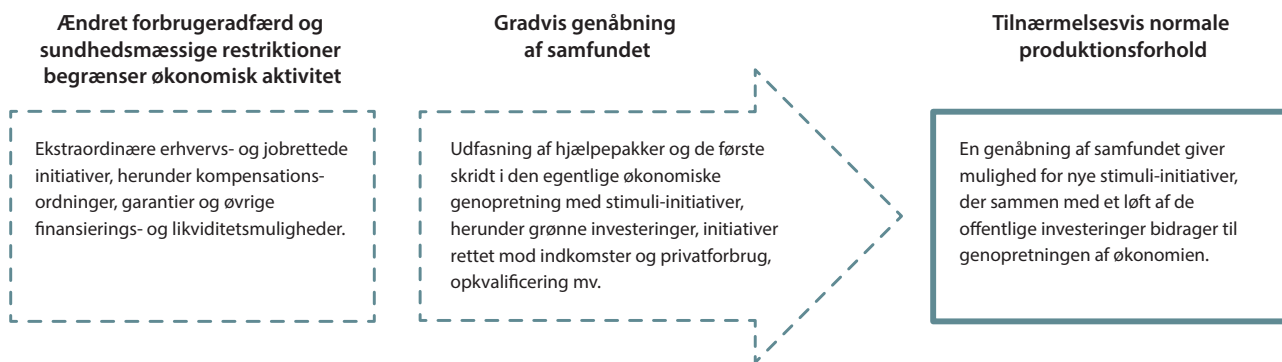 Ændret forbrugeradfærd og
sundhedsmæssige restriktioner
begrænser økonomisk aktivitet
Ekstraordinære erhvervs- og jobrettede
initiativer, herunder kompensations-
ordninger, garantier og øvrige
finansierings- og likviditetsmuligheder.
Gradvis genåbning
af samfundet
Udfasning af hjælpepakker og de første
skridt i den egentlige økonomiske
genopretning med stimuli-initiativer,
herunder grønne investeringer, initiativer
rettet mod indkomster og privatforbrug,
opkvalificering mv.
Tilnærmelsesvis normale
produktionsforhold
En genåbning af samfundet giver
mulighed for nye stimuli-initiativer,
der sammen med et løft af de
offentlige investeringer bidrager til
genopretningen af økonomien.